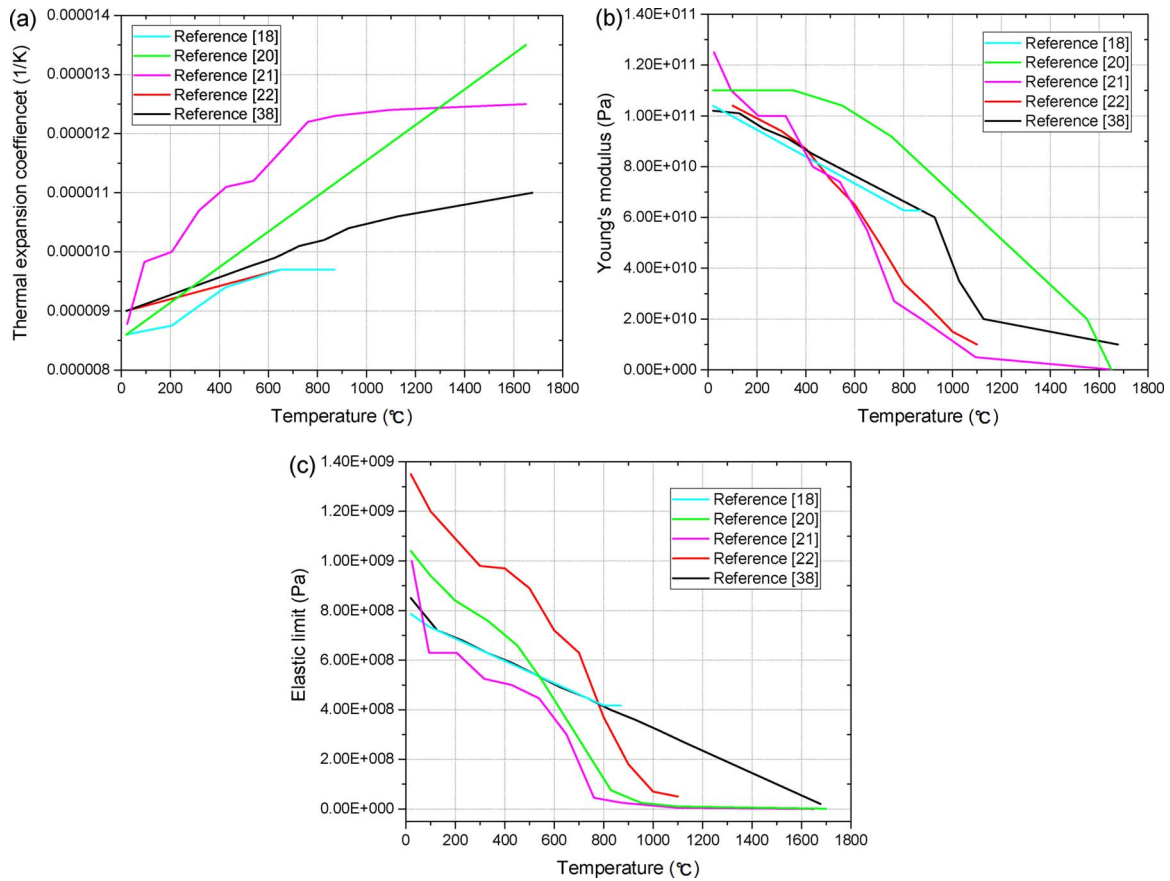 (a)
Thermal expansion coeffiencet (1/K)
0.000014
0.000013
0.000012
0.000011
0.000010
0.000009
0.000008
Reference [18]
Reference [20]
Reference [21]
Reference [22]
Reference [38]
0 200 400 600 800 1000 1200 1400 1600 1800
Temperature (℃)
(b)
Young's modulus (Pa)
1.40E+011
1.20E+011
1.00E+011
8.00E+010
6.00E+010
4.00E+010
2.00E+010
0.00E+000
Reference [18]
Reference [20]
Reference [21]
Reference [22]
Reference [38]
0 200 400 600 800 1000 1200 1400 1600 1800
Temperature (℃)
(c)
Elastic limit (Pa)
1.40E+009
1.20E+009
1.00E+009
8.00E+008
6.00E+008
4.00E+008
2.00E+008
0.00E+000
Reference [18]
Reference [20]
Reference [21]
Reference [22]
Reference [38]
0 200 400 600 800 1000 1200 1400 1600 1800
Temperature (℃)